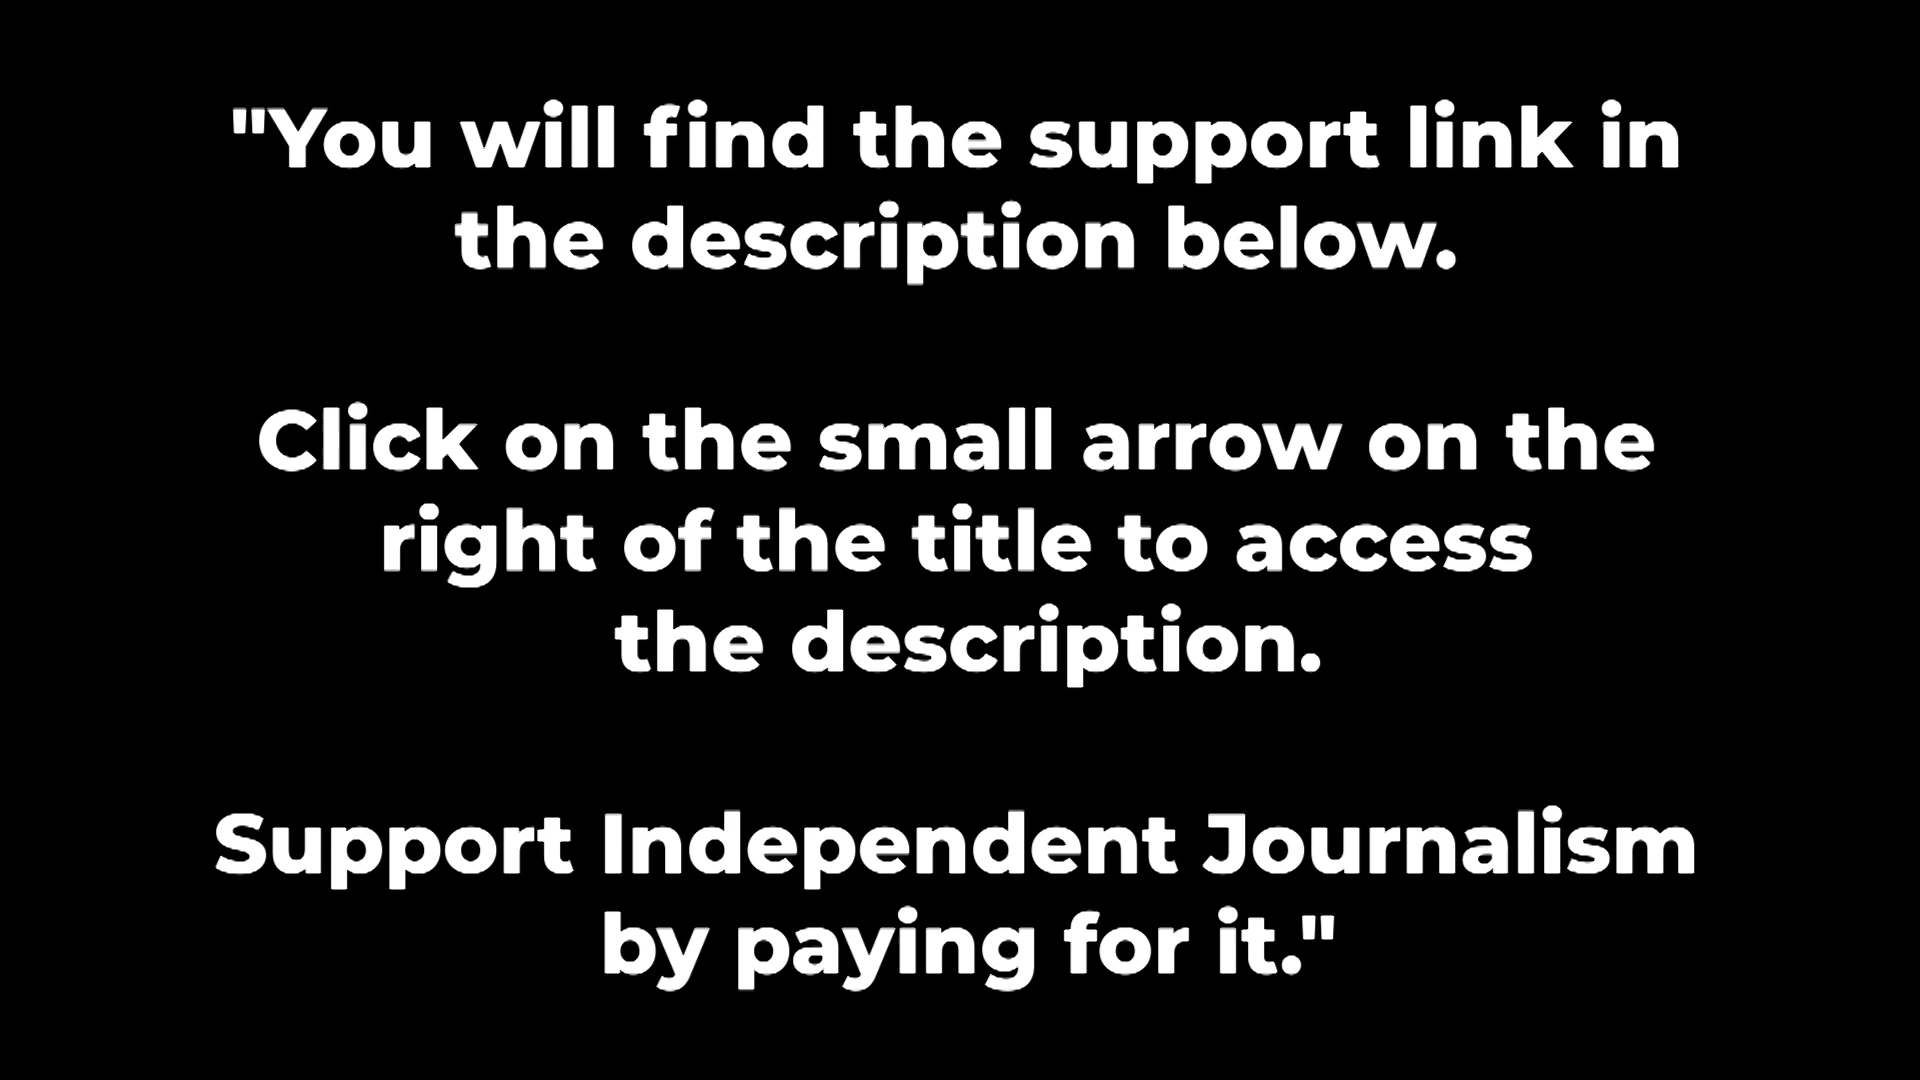 "You will find the support link in
the description below.
Click on the small arrow on the
right of the title to access
the description.
Support Independent Journalism
by paying for it."